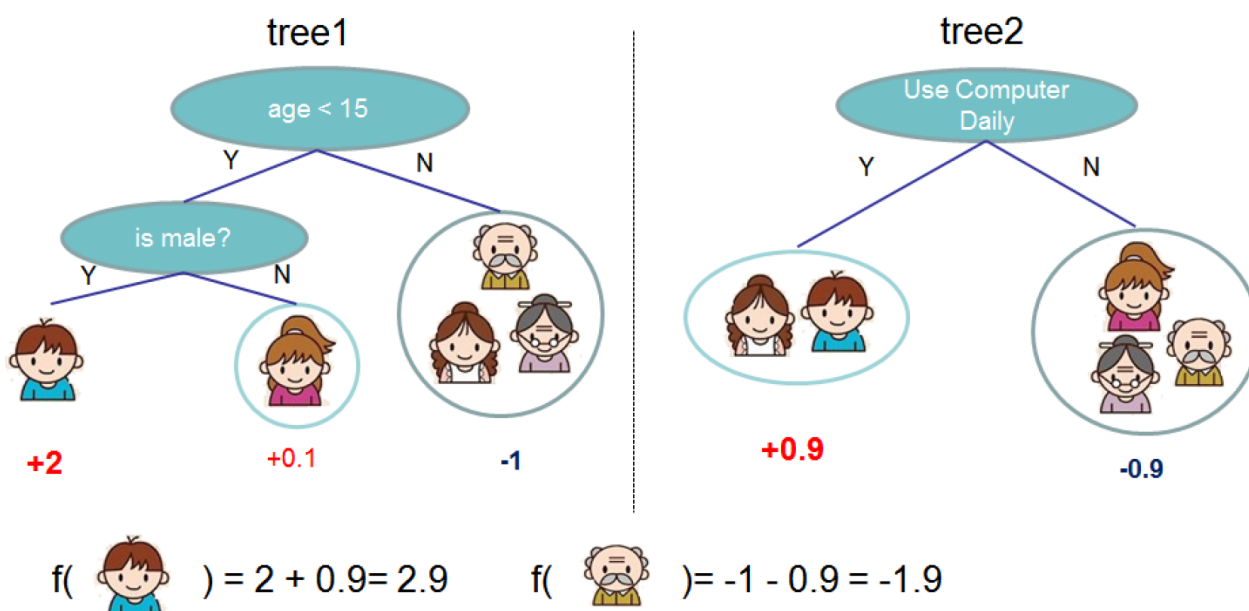 tree1
tree2
age < 15
Use Computer
Daily
Y
N
Y
N
is male?
Y
N
+2
+0.1
-1
+0.9
-0.9
f( ) = 2 + 0.9= 2.9
f( )= -1 - 0.9 = -1.9